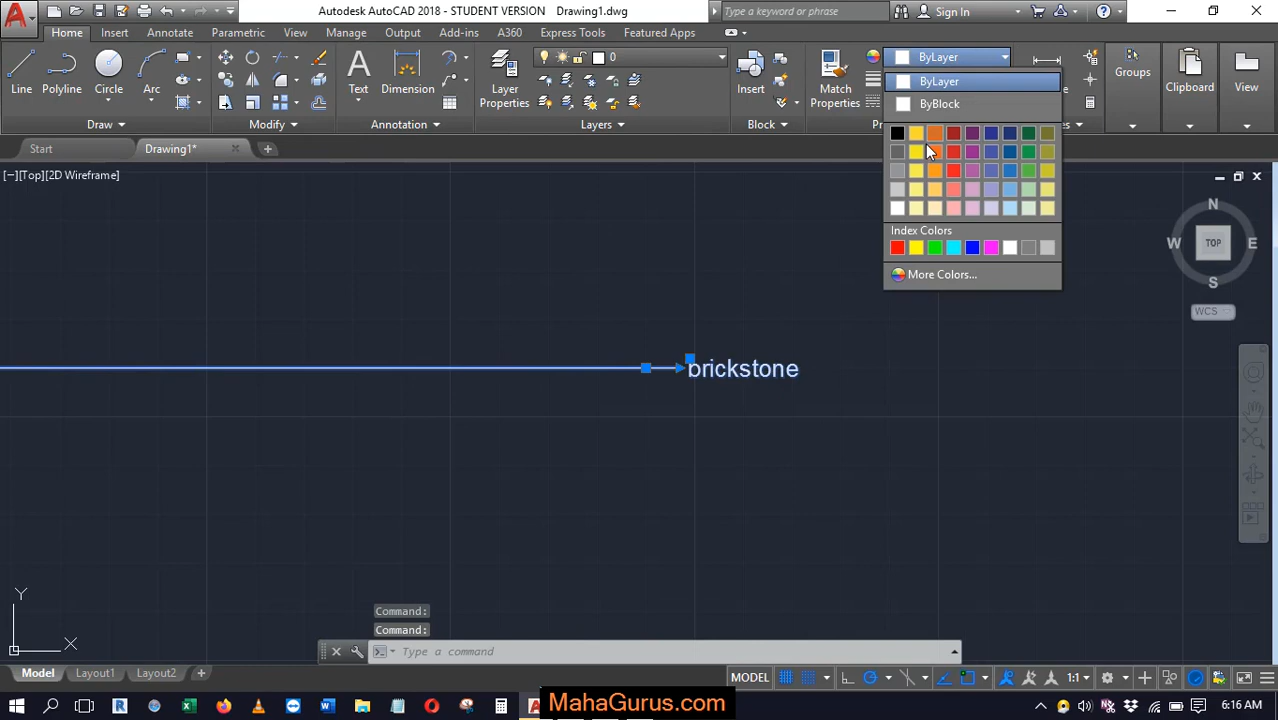 Autodesk AutoCAD 2018 - STUDENT VERSION Drawing1.dwg
Type a keyword or phrase
Sign In
Home Insert Annotate Parametric View Manage Output Add-ins A360 Express Tools Featured Apps
0
ByLayer
Line Polyline Circle Arc
Text Dimension
Layer Properties
Insert
Match Properties
Groups
Clipboard
View
Draw Modify Annotation Layers Block
ByLayer
ByBlock
Index Colors
More Colors...
Start Drawing1*
[−][Top][2D Wireframe]
N
W TOP E
S
WCS
brickstone
Y
X
Command:
Command:
Type a command
Model Layout1 Layout2
MODEL 1:1
MahaGurus.com
6:16 AM